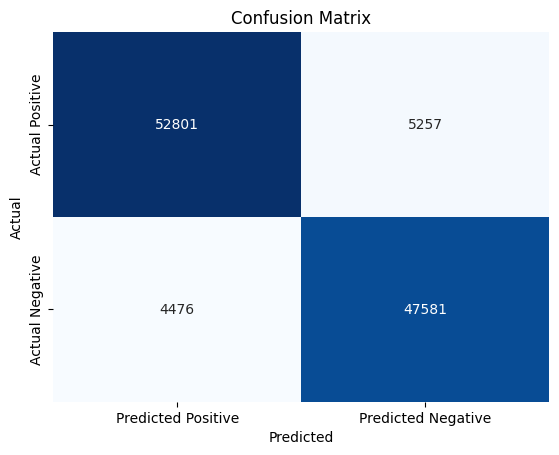 Confusion Matrix
Actual
Actual Positive
52801
5257
Actual Negative
4476
47581
Predicted Positive
Predicted Negative
Predicted